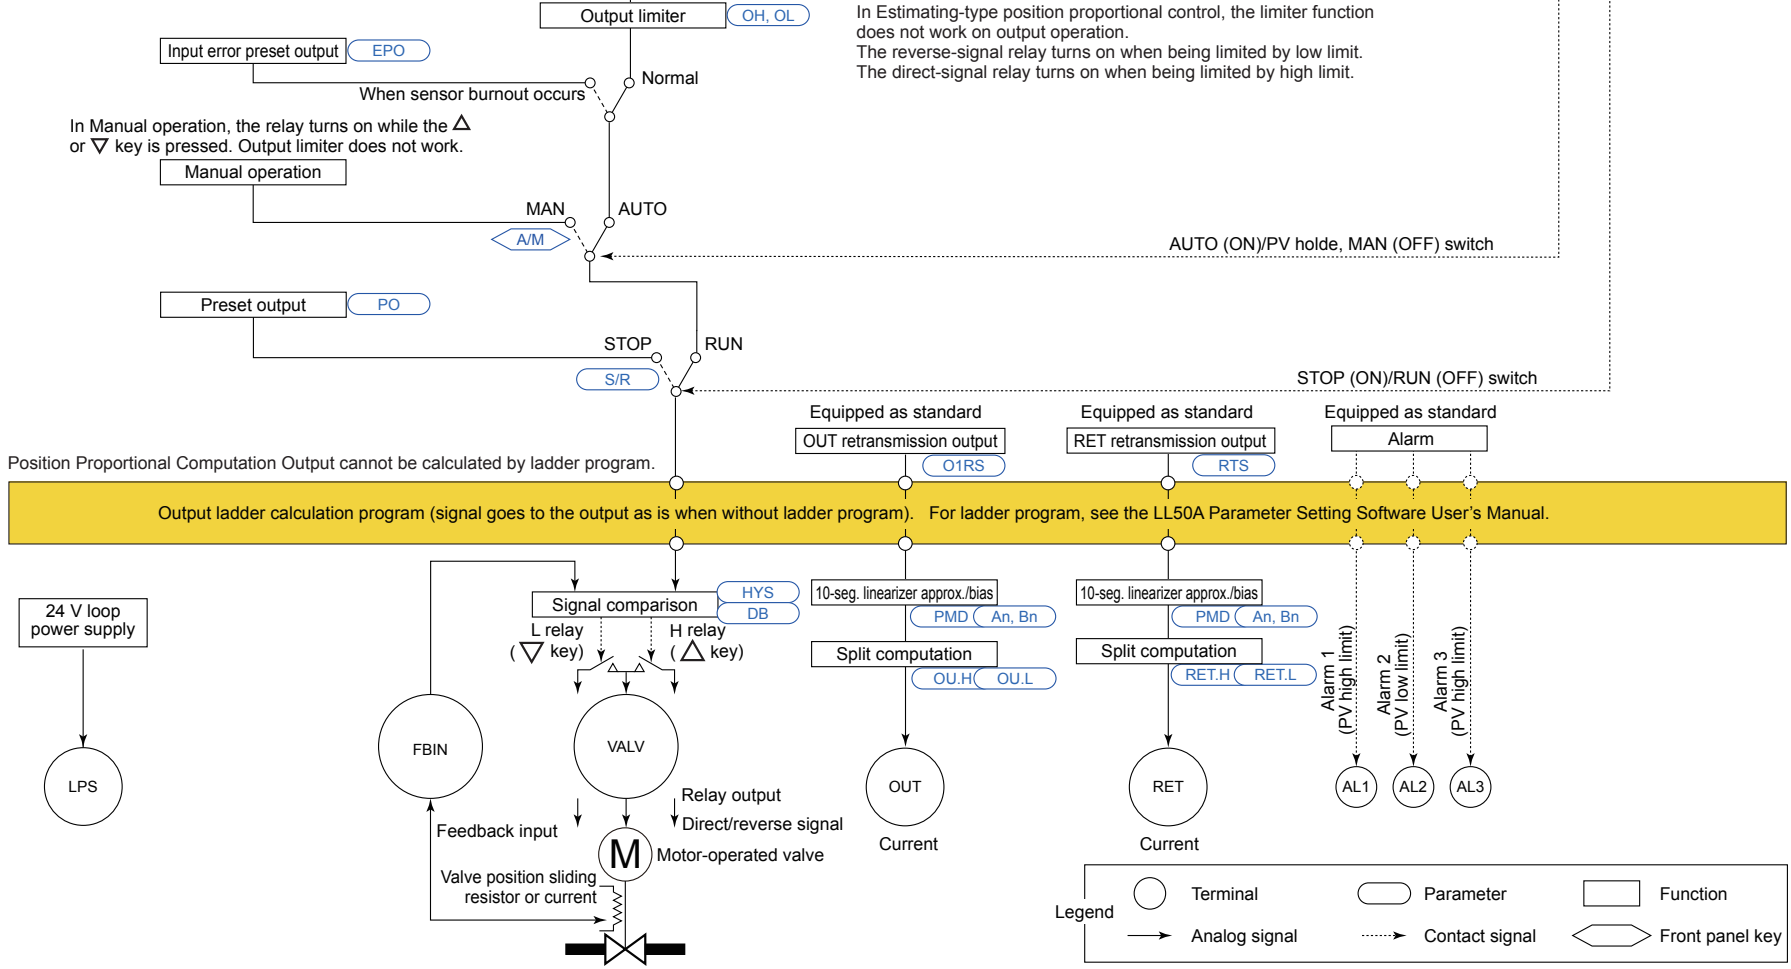 Output limiter
OH, OL
In Estimating-type position proportional control, the limiter function
does not work on output operation.
The reverse-signal relay turns on when being limited by low limit.
The direct-signal relay turns on when being limited by high limit.
Input error preset output
EPO
Normal
When sensor burnout occurs
In Manual operation, the relay turns on while the △
or ▽ key is pressed. Output limiter does not work.
Manual operation
MAN
AUTO
A/M
AUTO (ON)/PV holde, MAN (OFF) switch
Preset output
PO
STOP
RUN
S/R
STOP (ON)/RUN (OFF) switch
Equipped as standard
Equipped as standard
Equipped as standard
OUT retransmission output
RET retransmission output
Alarm
O1RS
RTS
Position Proportional Computation Output cannot be calculated by ladder program.
Output ladder calculation program (signal goes to the output as is when without ladder program). For ladder program, see the LL50A Parameter Setting Software User's Manual.
24 V loop
power supply
Signal comparison
HYS
DB
L relay
(▽ key)
H relay
(△ key)
10-seg. linearizer approx./bias
PMD
An, Bn
Split computation
OU.H
OU.L
10-seg. linearizer approx./bias
PMD
An, Bn
Split computation
RET.H
RET.L
Alarm 1
(PV high limit)
Alarm 2
(PV low limit)
Alarm 3
(PV high limit)
LPS
FBIN
VALV
OUT
RET
AL1
AL2
AL3
Relay output
Direct/reverse signal
Feedback input
Current
Current
M
Motor-operated valve
Valve position sliding
resistor or current
Legend
Terminal
Parameter
Function
Analog signal
Contact signal
Front panel key